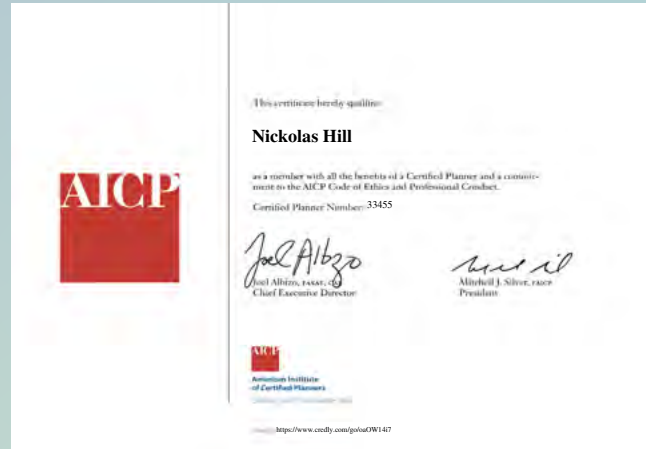 This certificate hereby qualifies
Nickolas Hill
AICP
as a member with all the benefits of a Certified Planner and a commit-
ment to the AICP Code of Ethics and Professional Conduct.
Certified Planner Number: 33455
Joel Albizo
Joel Albizo, FASAE, CAE
Chief Executive Director
Mitchell J. Silver, FAICP
President
AICP
American Institute
of Certified Planners
https://www.credly.com/go/oaOW14i7